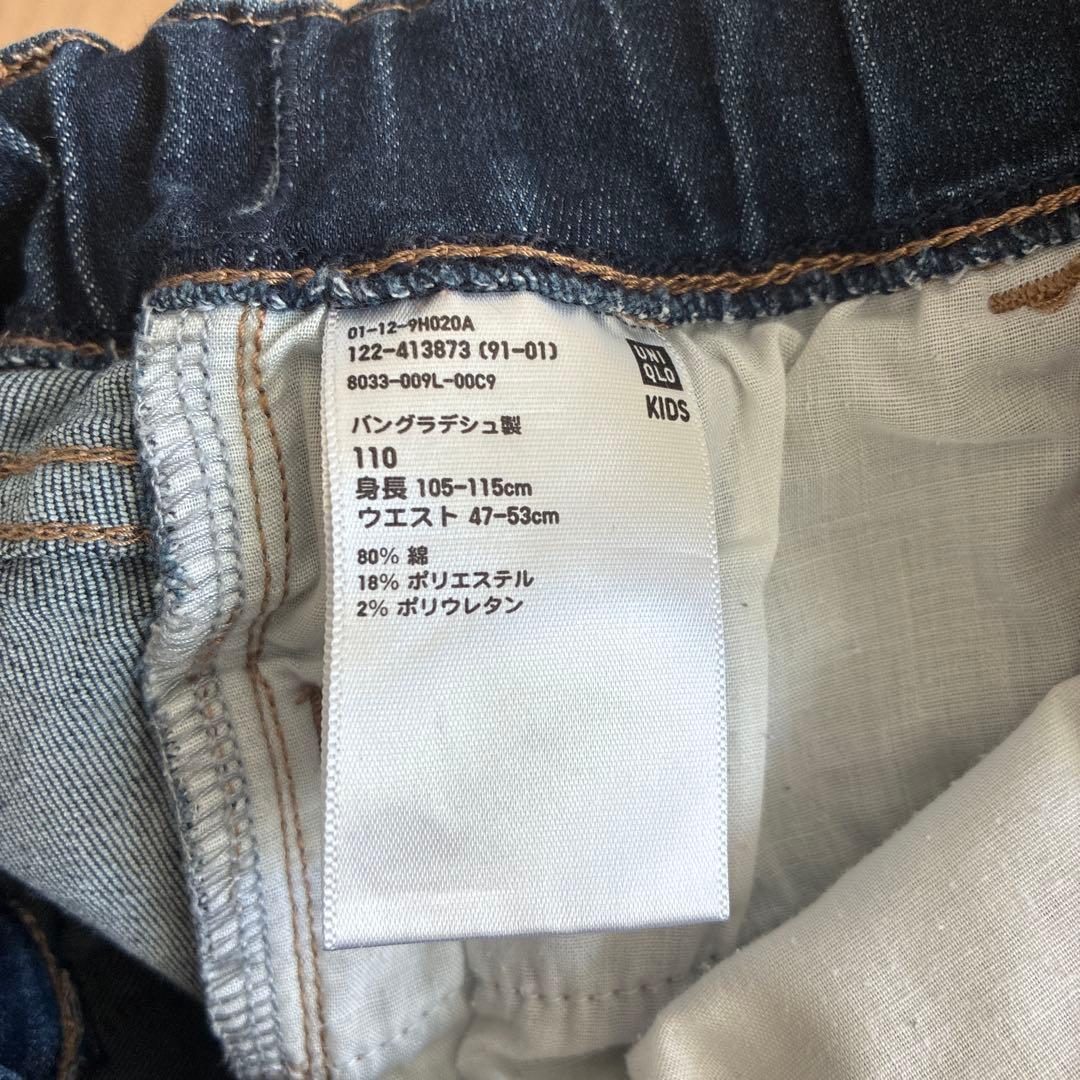 01-12-9H020A
122-413873 (91-01)
8033-009L-00C9
UNI
QLO
KIDS
バングラデシュ製
110
身長 105-115cm
ウエスト 47-53cm
80% 綿
18% ポリエステル
2% ポリウレタン